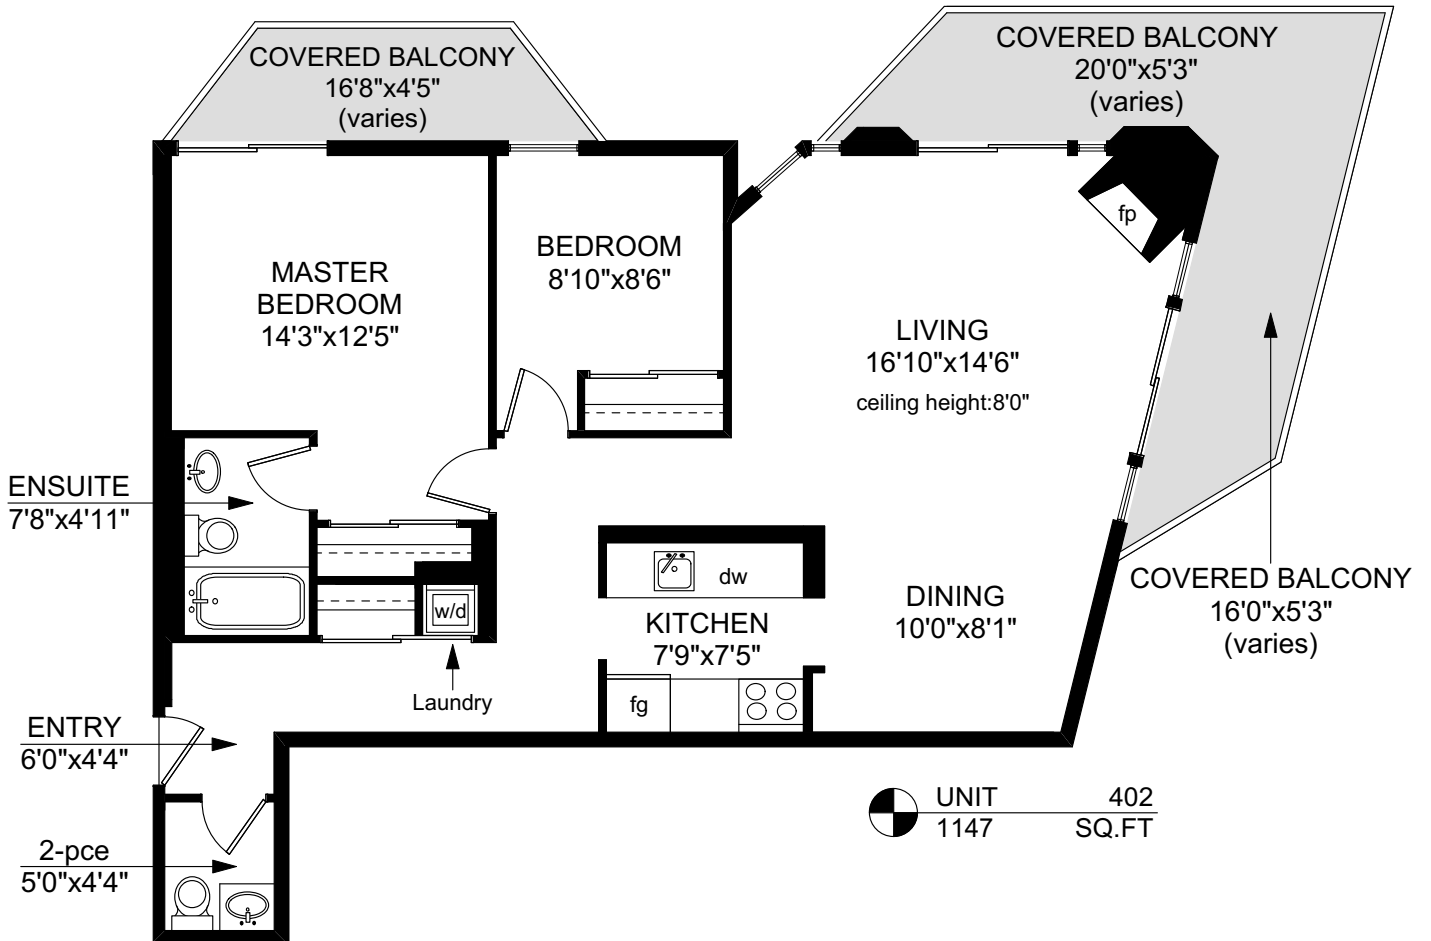 COVERED BALCONY
16'8"x4'5"
(varies)
COVERED BALCONY
20'0"x5'3"
(varies)
MASTER
BEDROOM
14'3"x12'5"
BEDROOM
8'10"x8'6"
fp
LIVING
16'10"x14'6"
ceiling height:8'0"
ENSUITE
7'8"x4'11"
w/d
Laundry
dw
KITCHEN
7'9"x7'5"
fg
DINING
10'0"x8'1"
COVERED BALCONY
16'0"x5'3"
(varies)
ENTRY
6'0"x4'4"
2-pce
5'0"x4'4"
UNIT 402
1147 SQ.FT